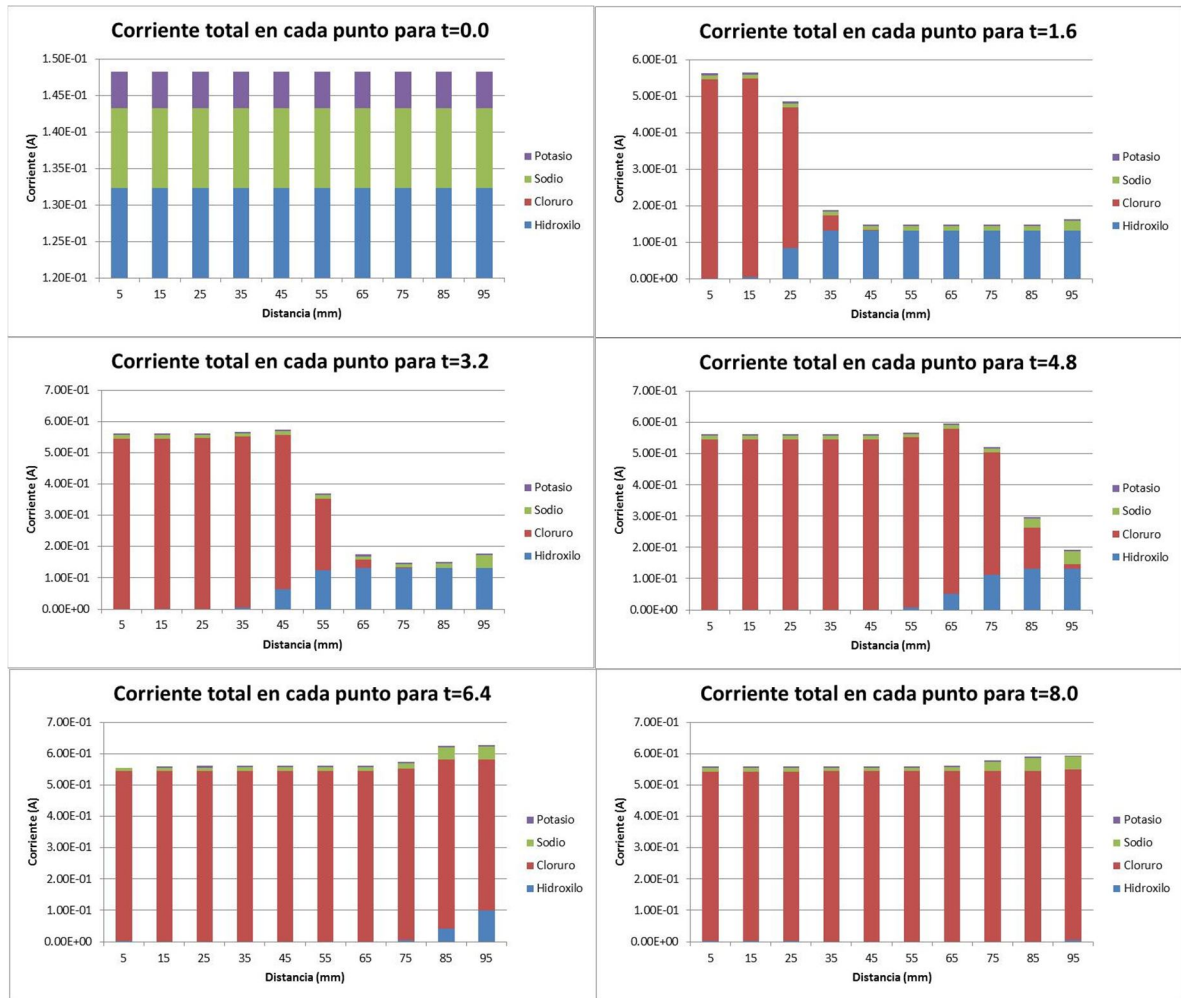 Corriente total en cada punto para t=0.0
Corriente (A)
1.50E-01
1.45E-01
1.40E-01
1.35E-01
1.30E-01
1.25E-01
1.20E-01
5 15 25 35 45 55 65 75 85 95
Distancia (mm)
Potasio
Sodio
Cloruro
Hidroxilo
Corriente total en cada punto para t=1.6
Corriente (A)
6.00E-01
5.00E-01
4.00E-01
3.00E-01
2.00E-01
1.00E-01
0.00E+00
5 15 25 35 45 55 65 75 85 95
Distancia (mm)
Potasio
Sodio
Cloruro
Hidroxilo
Corriente total en cada punto para t=3.2
Corriente (A)
7.00E-01
6.00E-01
5.00E-01
4.00E-01
3.00E-01
2.00E-01
1.00E-01
0.00E+00
5 15 25 35 45 55 65 75 85 95
Distancia (mm)
Potasio
Sodio
Cloruro
Hidroxilo
Corriente total en cada punto para t=4.8
Corriente (A)
7.00E-01
6.00E-01
5.00E-01
4.00E-01
3.00E-01
2.00E-01
1.00E-01
0.00E+00
5 15 25 35 45 55 65 75 85 95
Distancia (mm)
Potasio
Sodio
Cloruro
Hidroxilo
Corriente total en cada punto para t=6.4
Corriente (A)
7.00E-01
6.00E-01
5.00E-01
4.00E-01
3.00E-01
2.00E-01
1.00E-01
0.00E+00
5 15 25 35 45 55 65 75 85 95
Distancia (mm)
Potasio
Sodio
Cloruro
Hidroxilo
Corriente total en cada punto para t=8.0
Corriente (A)
7.00E-01
6.00E-01
5.00E-01
4.00E-01
3.00E-01
2.00E-01
1.00E-01
0.00E+00
5 15 25 35 45 55 65 75 85 95
Distancia (mm)
Potasio
Sodio
Cloruro
Hidroxilo